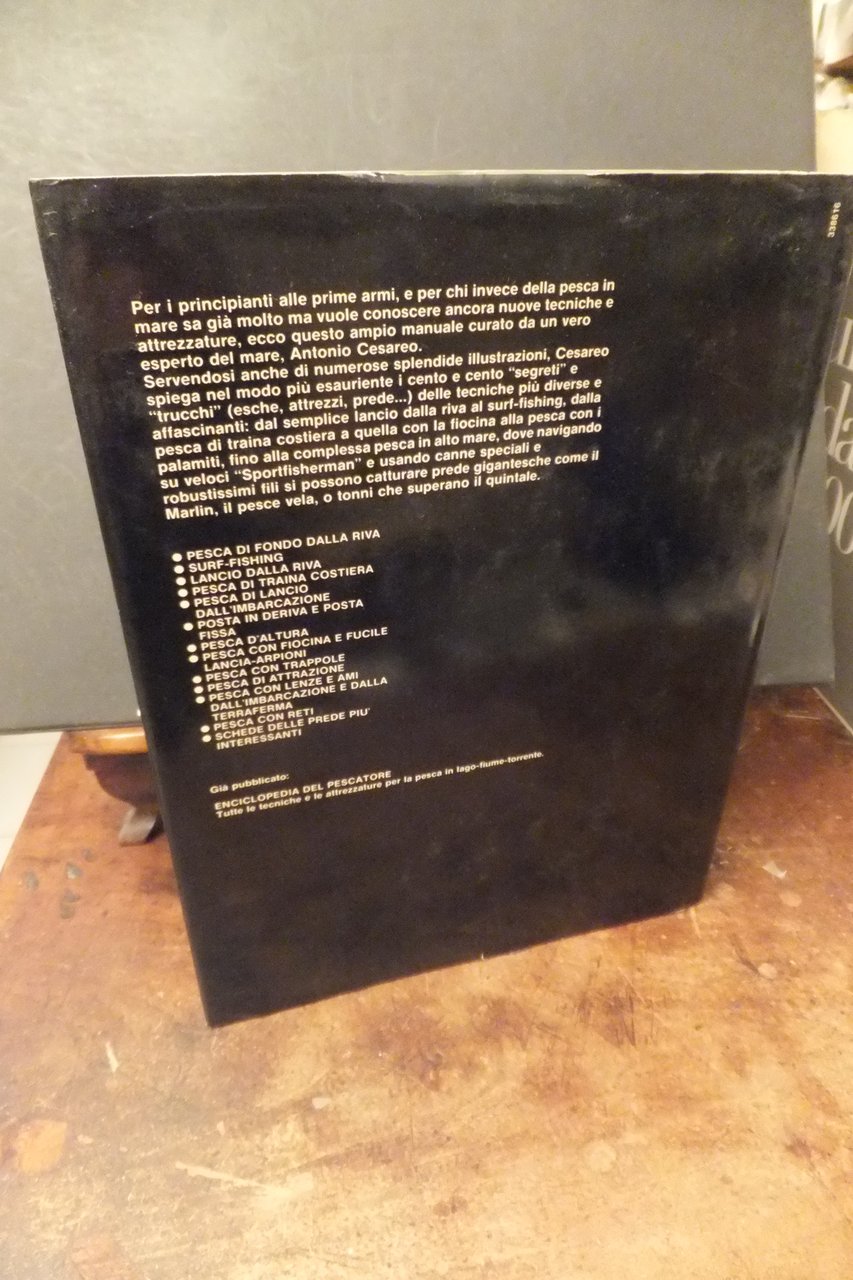 338616
Per i principianti alle prime armi, e per chi invece della pesca in
mare sa già molto ma vuole conoscere ancora nuove tecniche e
attrezzature, ecco questo ampio manuale curato da un vero
esperto del mare, Antonio Cesareo.
Servendosi anche di numerose splendide illustrazioni, Cesareo
spiega nel modo più esauriente i cento e cento “segreti” e
“trucchi” (esche, attrezzi, prede...) delle tecniche più diverse e
affascinanti: dal semplice lancio dalla riva al surf-fishing, dalla
pesca di traina costiera a quella con la fiocina alla pesca con i
palamiti, fino alla complessa pesca in alto mare, dove navigando
su veloci “Sportfisherman” e usando canne speciali e
robustissimi fili si possono catturare prede gigantesche come il
Marlin, il pesce vela, o tonni che superano il quintale.
● PESCA DI FONDO DALLA RIVA
● SURF-FISHING
● LANCIO DALLA RIVA
● PESCA DI TRAINA COSTIERA
● PESCA DI LANCIO
DALL'IMBARCAZIONE
● POSTA IN DERIVA E POSTA
FISSA
● PESCA D'ALTURA
● PESCA CON FIOCINA E FUCILE
LANCIA-ARPIONI
● PESCA CON TRAPPOLE
● PESCA DI ATTRAZIONE
● PESCA CON LENZE E AMI
DALL'IMBARCAZIONE E DALLA
TERRAFERMA
● PESCA CON RETI
● SCHEDE DELLE PREDE PIU'
INTERESSANTI
Già pubblicato:
ENCICLOPEDIA DEL PESCATORE
Tutte le tecniche e le attrezzature per la pesca in lago-fiume-torrente.